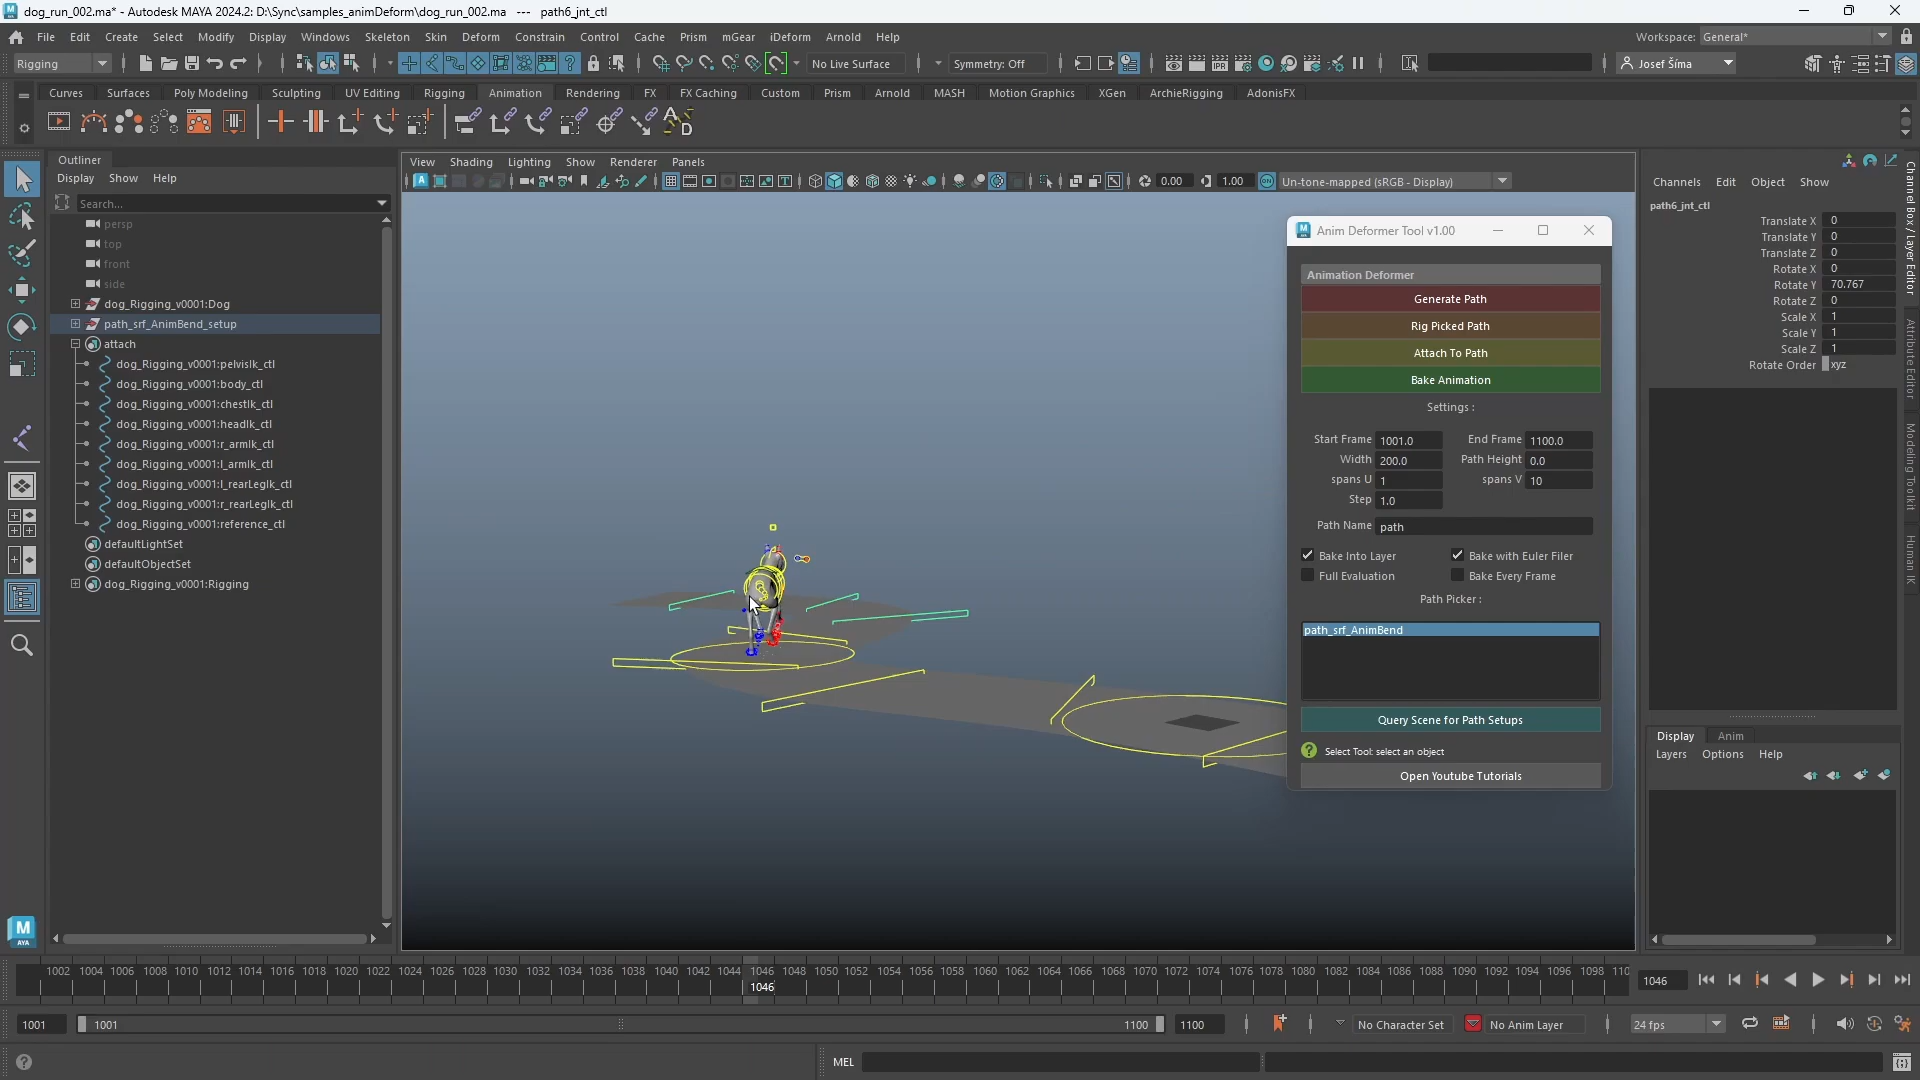 dog_run_002.ma* - Autodesk MAYA 2024.2: D:\Sync\samples_animDeform\dog_run_002.ma   ---   path6_jnt_ctl
File Edit Create Select Modify Display Windows Skeleton Skin Deform Constrain Control Cache Prism mGear iDeform Arnold Help
Workspace: General*
Rigging
No Live Surface
Symmetry: Off
IPR
Josef Šíma
Curves Surfaces Poly Modeling Sculpting UV Editing Rigging Animation Rendering FX FX Caching Custom Prism Arnold MASH Motion Graphics XGen ArchieRigging AdonisFX
Outliner
Display Show Help
Search...
persp
top
front
side
dog_Rigging_v0001:Dog
path_srf_AnimBend_setup
attach
dog_Rigging_v0001:pelvisIk_ctl
dog_Rigging_v0001:body_ctl
dog_Rigging_v0001:chestIk_ctl
dog_Rigging_v0001:headIk_ctl
dog_Rigging_v0001:r_armIk_ctl
dog_Rigging_v0001:l_armIk_ctl
dog_Rigging_v0001:l_rearLegIk_ctl
dog_Rigging_v0001:r_rearLegIk_ctl
dog_Rigging_v0001:reference_ctl
defaultLightSet
defaultObjectSet
dog_Rigging_v0001:Rigging
View Shading Lighting Show Renderer Panels
0.00
1.00
Un-tone-mapped (sRGB - Display)
Anim Deformer Tool v1.00
Animation Deformer
Generate Path
Rig Picked Path
Attach To Path
Bake Animation
Settings :
Start Frame 1001.0 End Frame 1100.0
Width 200.0 Path Height 0.0
spans U 1 spans V 10
Step 1.0
Path Name path
Bake Into Layer Bake with Euler Filer
Full Evaluation Bake Every Frame
Path Picker :
path_srf_AnimBend
Query Scene for Path Setups
Select Tool: select an object
Open Youtube Tutorials
Channels Edit Object Show
path6_jnt_ctl
Translate X 0
Translate Y 0
Translate Z 0
Rotate X 0
Rotate Y 70.767
Rotate Z 0
Scale X 1
Scale Y 1
Scale Z 1
Rotate Order xyz
Channel Box / Layer Editor
Attribute Editor
Modeling Toolkit
Human IK
Display Anim
Layers Options Help
M
AYA
1002 1004 1006 1008 1010 1012 1014 1016 1018 1020 1022 1024 1026 1028 1030 1032 1034 1036 1038 1040 1042 1044 1046 1048 1050 1052 1054 1056 1058 1060 1062 1064 1066 1068 1070 1072 1074 1076 1078 1080 1082 1084 1086 1088 1090 1092 1094 1096 1098 110
1046
1046
1001
1001
1100
1100
No Character Set
No Anim Layer
24 fps
MEL